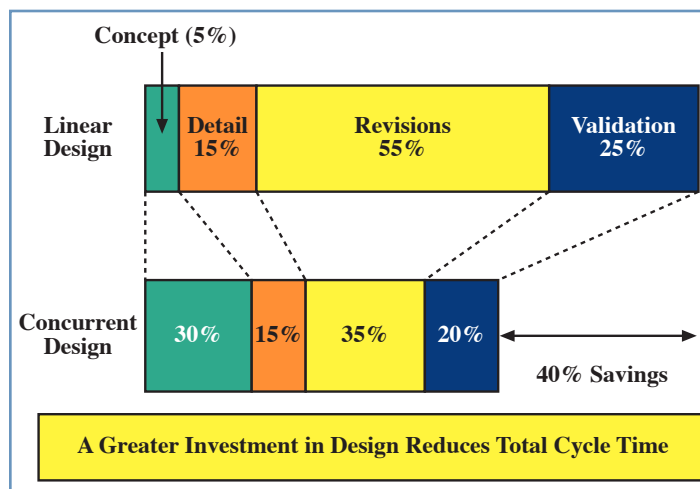 Concept (5%)
Linear
Design
Detail
15%
Revisions
55%
Validation
25%
Concurrent
Design
30%
15%
35%
20%
40% Savings
A Greater Investment in Design Reduces Total Cycle Time